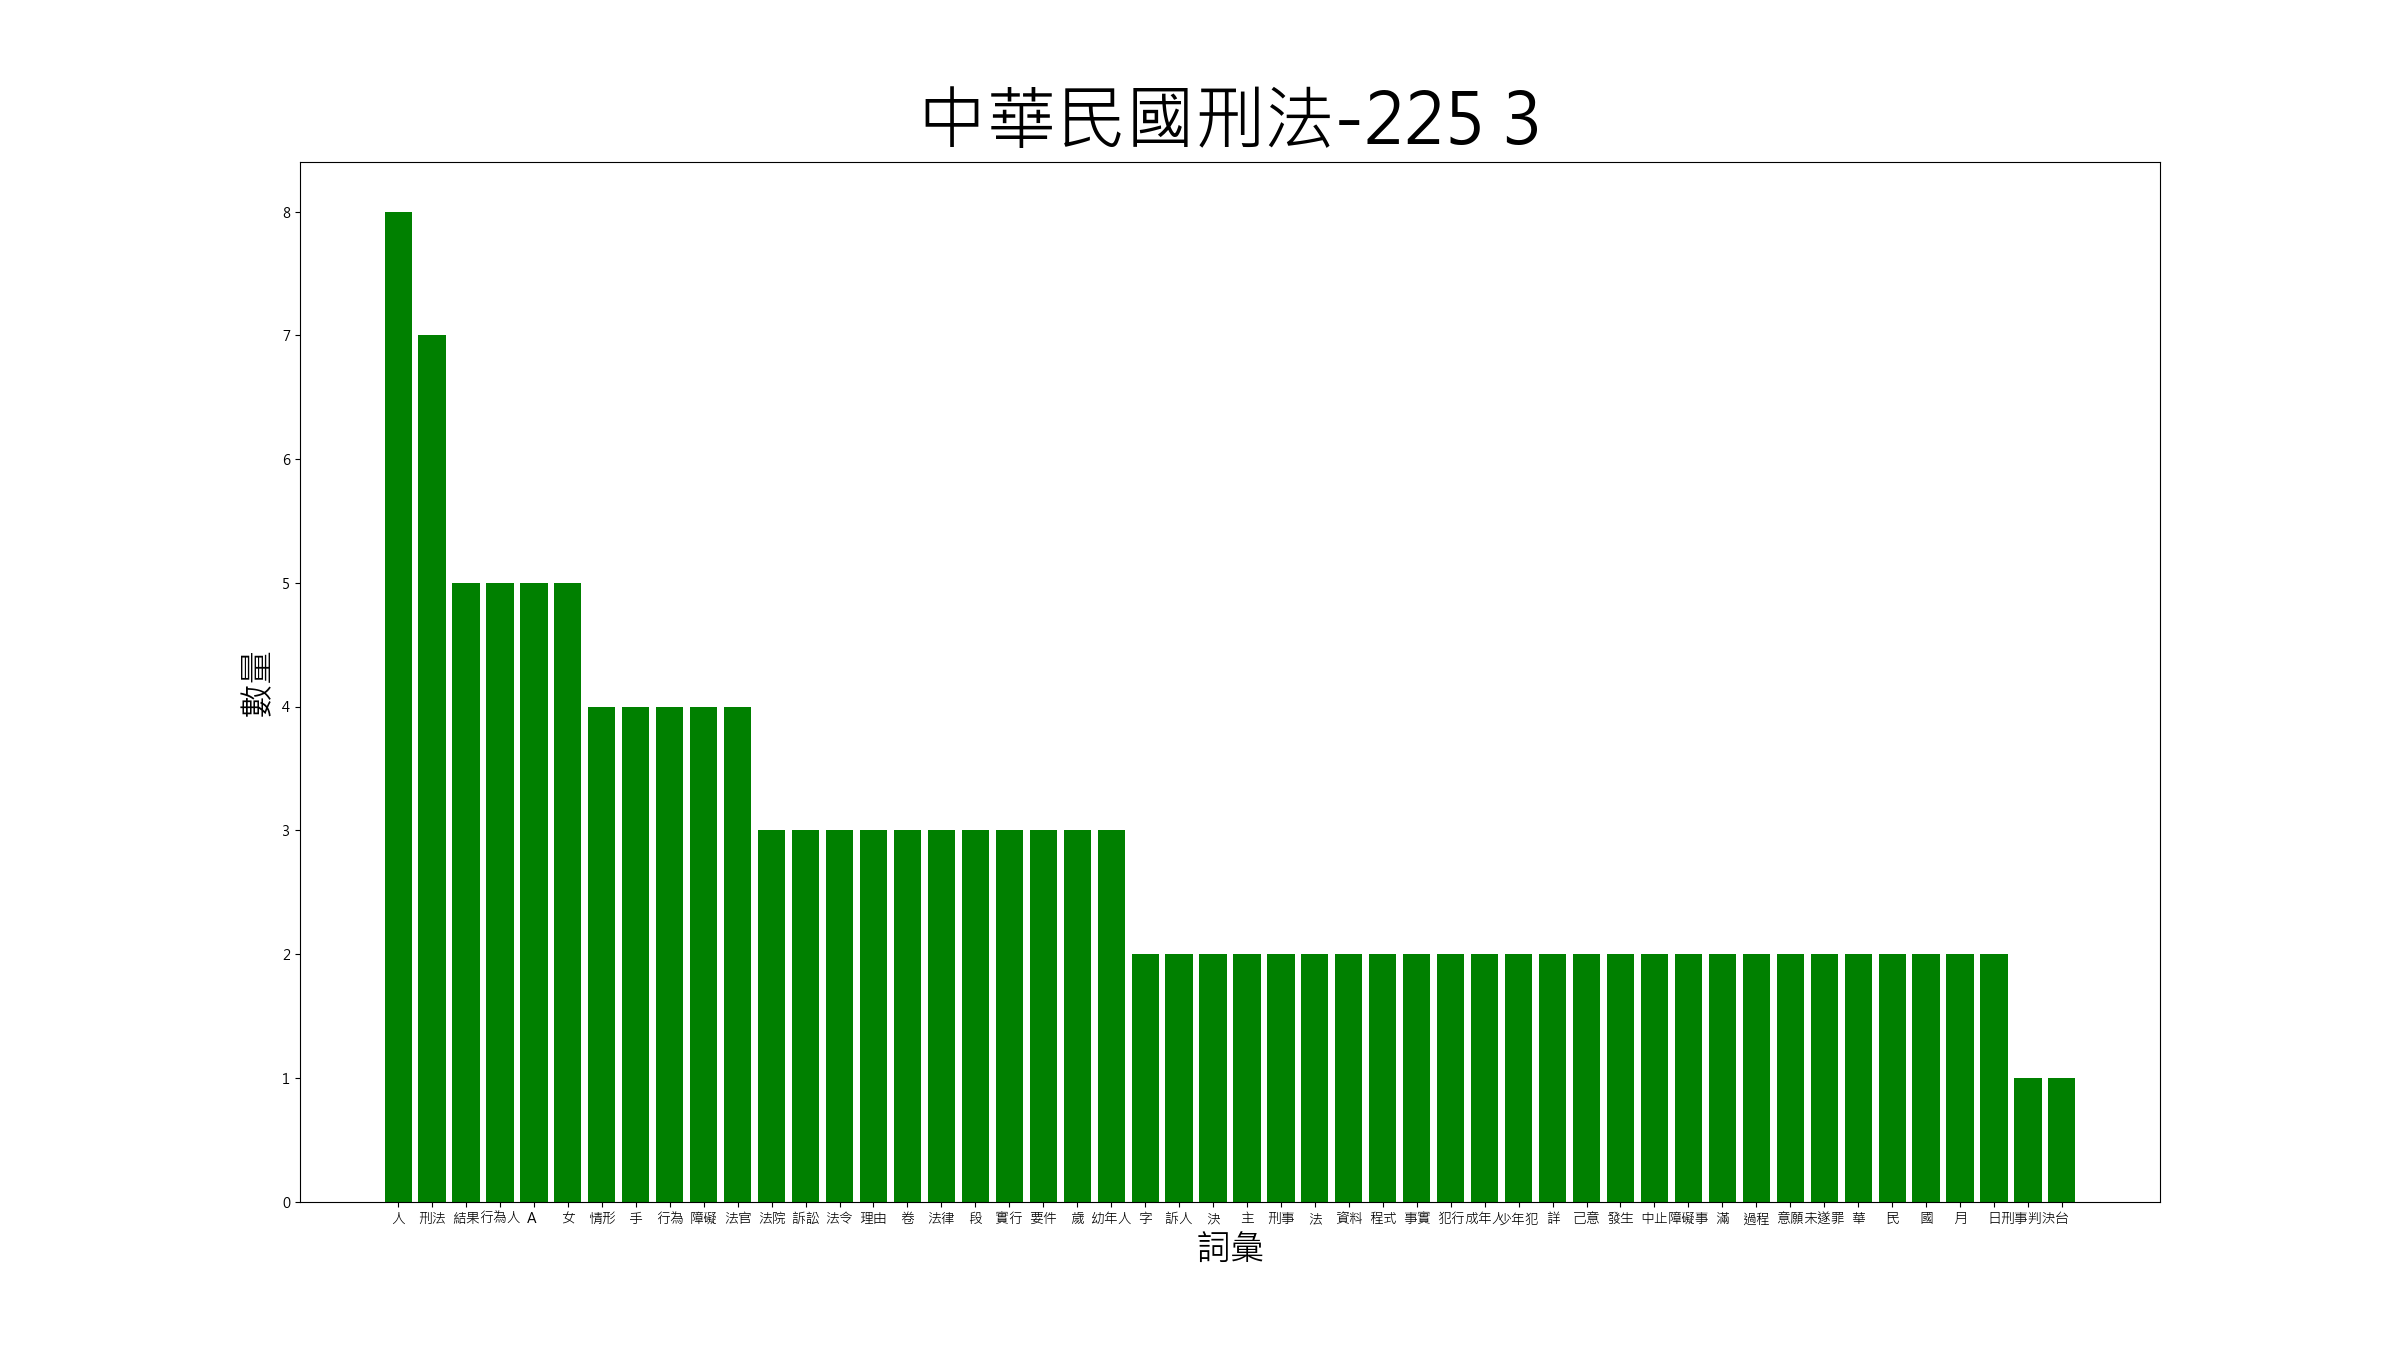 中華民國刑法-225 3
8
7
6
5
4
3
2
1
0
數量
人 刑法 結果 行為人 A 女 情形 手 行為 障礙 法官 法院 訴訟 法令 理由 卷 法律 段 實行 要件 歲 幼年人 字 訴人 決 主 刑事 法 資料 程式 事實 犯行 成年人 少年犯 詳 己意 發生 中止 障礙事 滿 過程 意願 未遂罪 華 民 國 月 日 刑事判決 台
詞彙